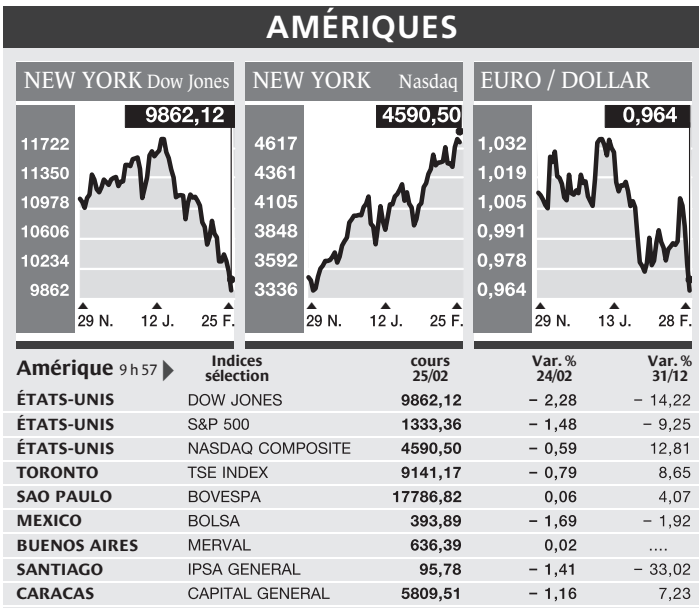 AMÉRIQUES
NEW YORK Dow Jones
9862,12
11722
11350
10978
10606
10234
9862
29 N. 12 J. 25 F.
NEW YORK Nasdaq
4590,50
4617
4361
4105
3848
3592
3336
29 N. 12 J. 25 F.
EURO / DOLLAR
0,964
1,032
1,019
1,005
0,991
0,978
0,964
29 N. 13 J. 28 F.
Amérique 9 h 57 Indices sélection cours 25/02 Var. % 24/02 Var. % 31/12
ÉTATS-UNIS DOW JONES 9862,12 – 2,28 – 14,22
ÉTATS-UNIS S&P 500 1333,36 – 1,48 – 9,25
ÉTATS-UNIS NASDAQ COMPOSITE 4590,50 – 0,59 12,81
TORONTO TSE INDEX 9141,17 – 0,79 8,65
SAO PAULO BOVESPA 17786,82 0,06 4,07
MEXICO BOLSA 393,89 – 1,69 – 1,92
BUENOS AIRES MERVAL 636,39 0,02 ....
SANTIAGO IPSA GENERAL 95,78 – 1,41 – 33,02
CARACAS CAPITAL GENERAL 5809,51 – 1,16 7,23